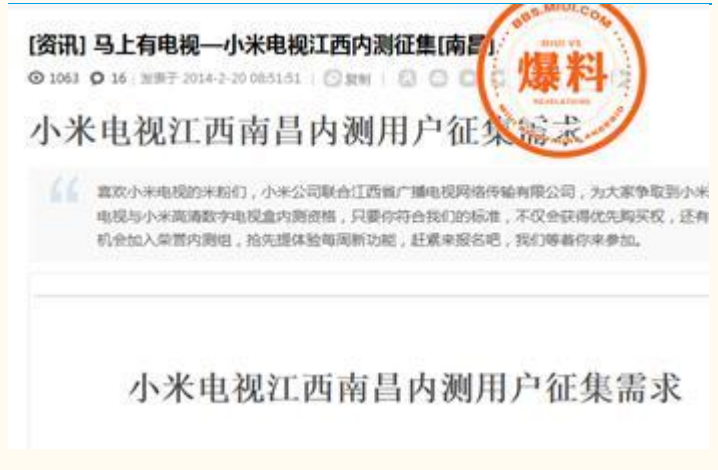 [资讯] 马上有电视—小米电视江西内测征集[南昌]
1063 16 发表于 2014-2-20 08:51:51 | 复制 |
BBS.MIUI.COM
爆料
REVELATIONS
小米电视江西南昌内测用户征集需求
喜欢小米电视的米粉们，小米公司联合江西省广播电视网络传输有限公司，为大家争取到小米
电视与小米高清数字电视盒内测资格，只要你符合我们的标准，不仅会获得优先购买权，还有
机会加入荣誉内测组，抢先提体验每周新功能，赶紧来报名吧，我们等着你来参加。
小米电视江西南昌内测用户征集需求